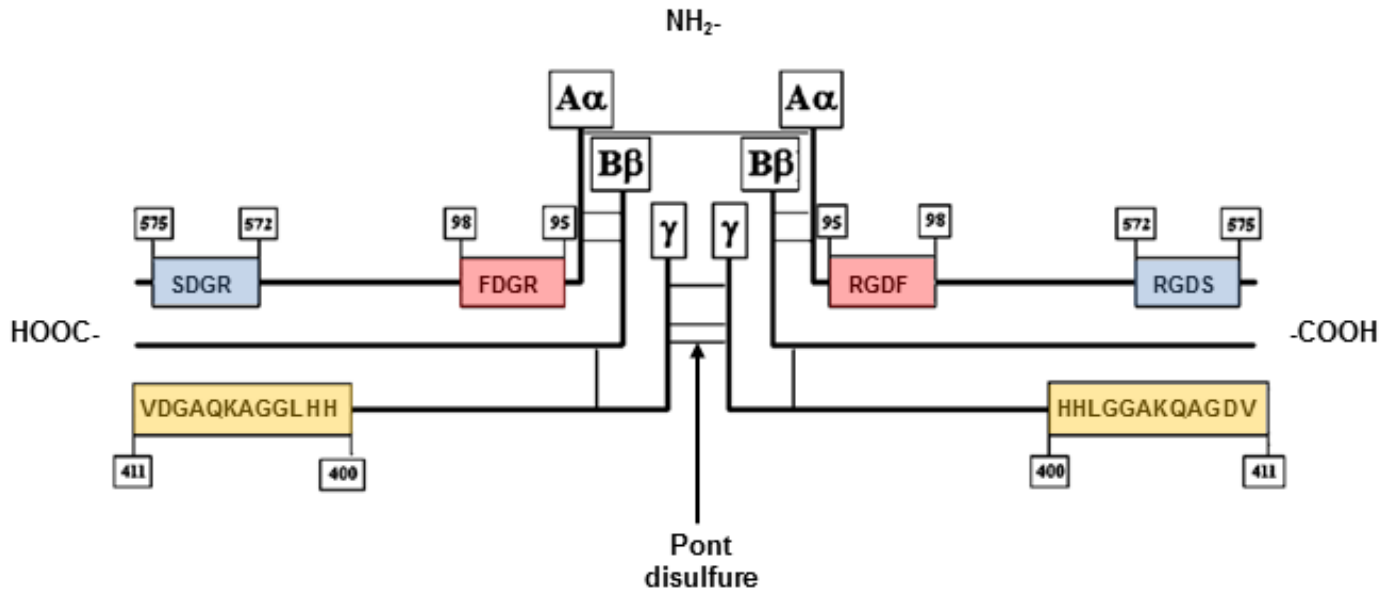 NH₂-
Aα Aα
Bβ Bβ
575 572 98 95 γ γ 95 98 572 575
SDGR FDGR RGDF RGDS
HOOC- -COOH
VDGAQKAGGLHH HHLGGAKQAGDV
411 400 400 411
Pont
disulfure